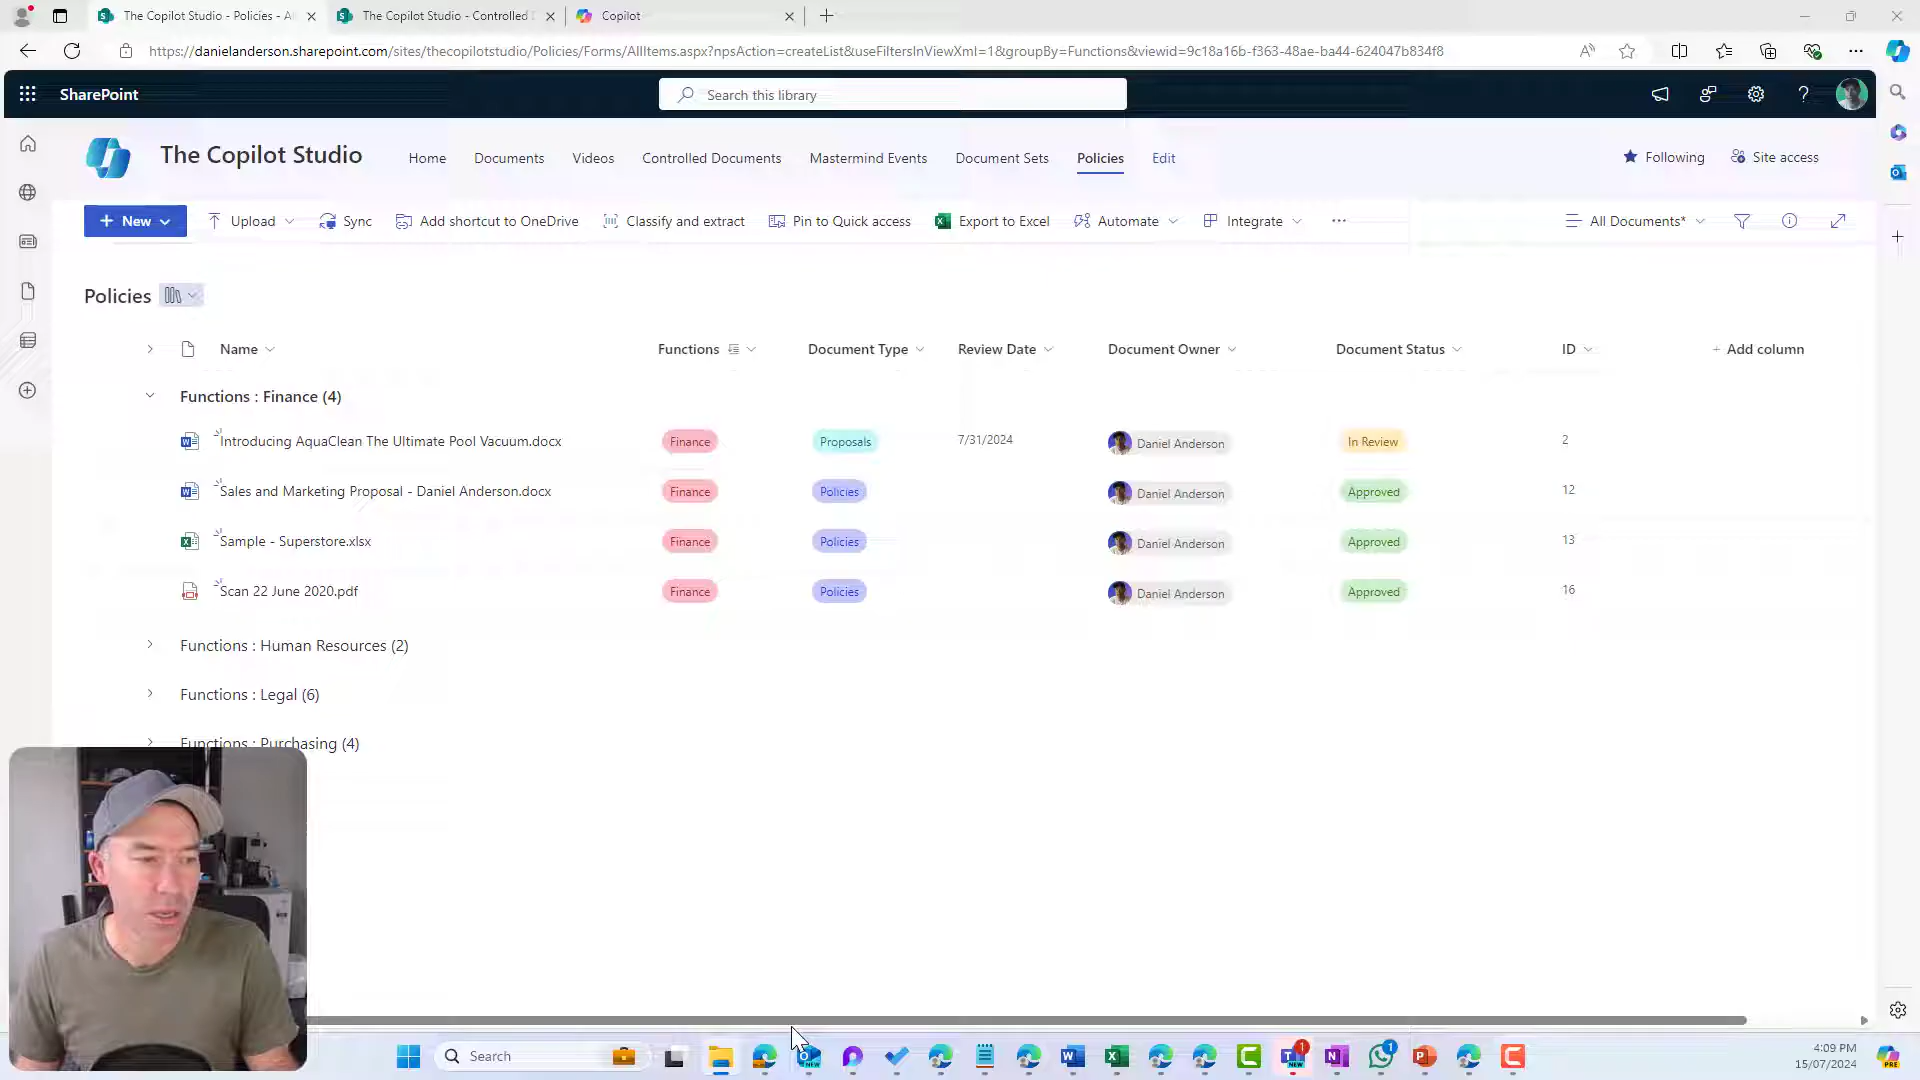 The Copilot Studio - Policies - Al
The Copilot Studio - Controlled D
Copilot
https://danielanderson.sharepoint.com/sites/thecopilotstudio/Policies/Forms/AllItems.aspx?npsAction=createList&useFiltersInViewXml=1&groupBy=Functions&viewid=9c18a16b-f363-48ae-ba44-624047b834f8
SharePoint
Search this library
The Copilot Studio
Home
Documents
Videos
Controlled Documents
Mastermind Events
Document Sets
Policies
Edit
Following
Site access
New
Upload
Sync
Add shortcut to OneDrive
Classify and extract
Pin to Quick access
Export to Excel
Automate
Integrate
All Documents*
Policies
Name
Functions
Document Type
Review Date
Document Owner
Document Status
ID
+ Add column
Functions : Finance (4)
Introducing AquaClean The Ultimate Pool Vacuum.docx
Finance
Proposals
7/31/2024
Daniel Anderson
In Review
2
Sales and Marketing Proposal - Daniel Anderson.docx
Finance
Policies
Daniel Anderson
Approved
12
Sample - Superstore.xlsx
Finance
Policies
Daniel Anderson
Approved
13
Scan 22 June 2020.pdf
Finance
Policies
Daniel Anderson
Approved
16
Functions : Human Resources (2)
Functions : Legal (6)
Functions : Purchasing (4)
Search
NEW
NEW
1
1
4:09 PM
15/07/2024
PRE